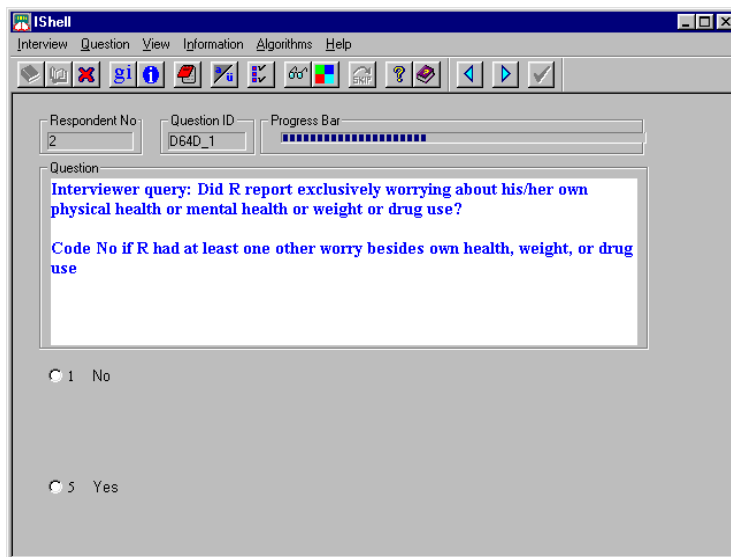 IShell
Interview Question View Information Algorithms Help
gi i a/ü SKIP ?
Respondent No Question ID Progress Bar
2 D64D_1
Question
Interviewer query: Did R report exclusively worrying about his/her own
physical health or mental health or weight or drug use?
Code No if R had at least one other worry besides own health, weight, or drug
use
1 No
5 Yes